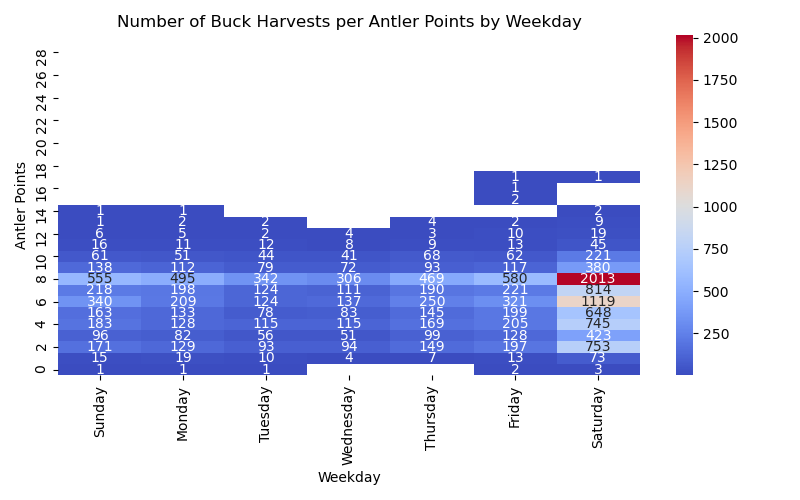 Number of Buck Harvests per Antler Points by Weekday
Antler Points
28
26
24
22
20
18
1 1
16 1
2
14 1 1 2
1 2 2 4 2 9
12 6 5 2 4 3 10 19
16 11 12 8 9 13 45
10 61 51 44 41 68 62 221
138 112 79 72 93 117 380
8 555 495 342 306 469 580 2013
218 198 124 111 190 221 814
6 340 209 124 137 250 321 1119
163 133 78 83 145 199 648
4 183 128 115 115 169 205 745
96 82 56 51 99 128 423
2 171 129 93 94 149 197 753
15 19 10 4 7 13 73
0 1 1 1 2 3
Sunday Monday Tuesday Wednesday Thursday Friday Saturday
Weekday
2000
1750
1500
1250
1000
750
500
250